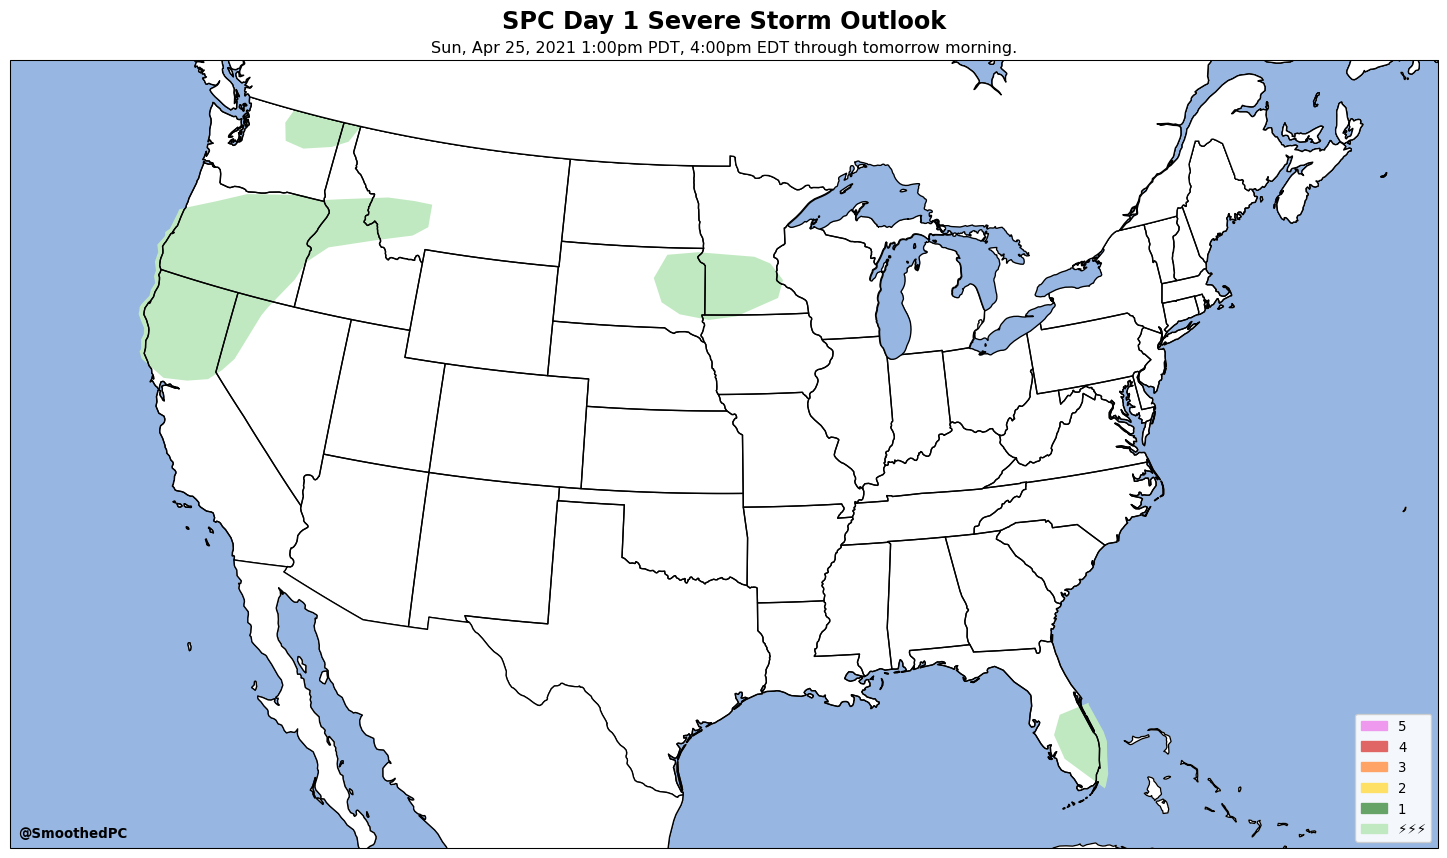 SPC Day 1 Severe Storm Outlook
Sun, Apr 25, 2021 1:00pm PDT, 4:00pm EDT through tomorrow morning.
5
4
3
2
1
⚡⚡⚡
@SmoothedPC